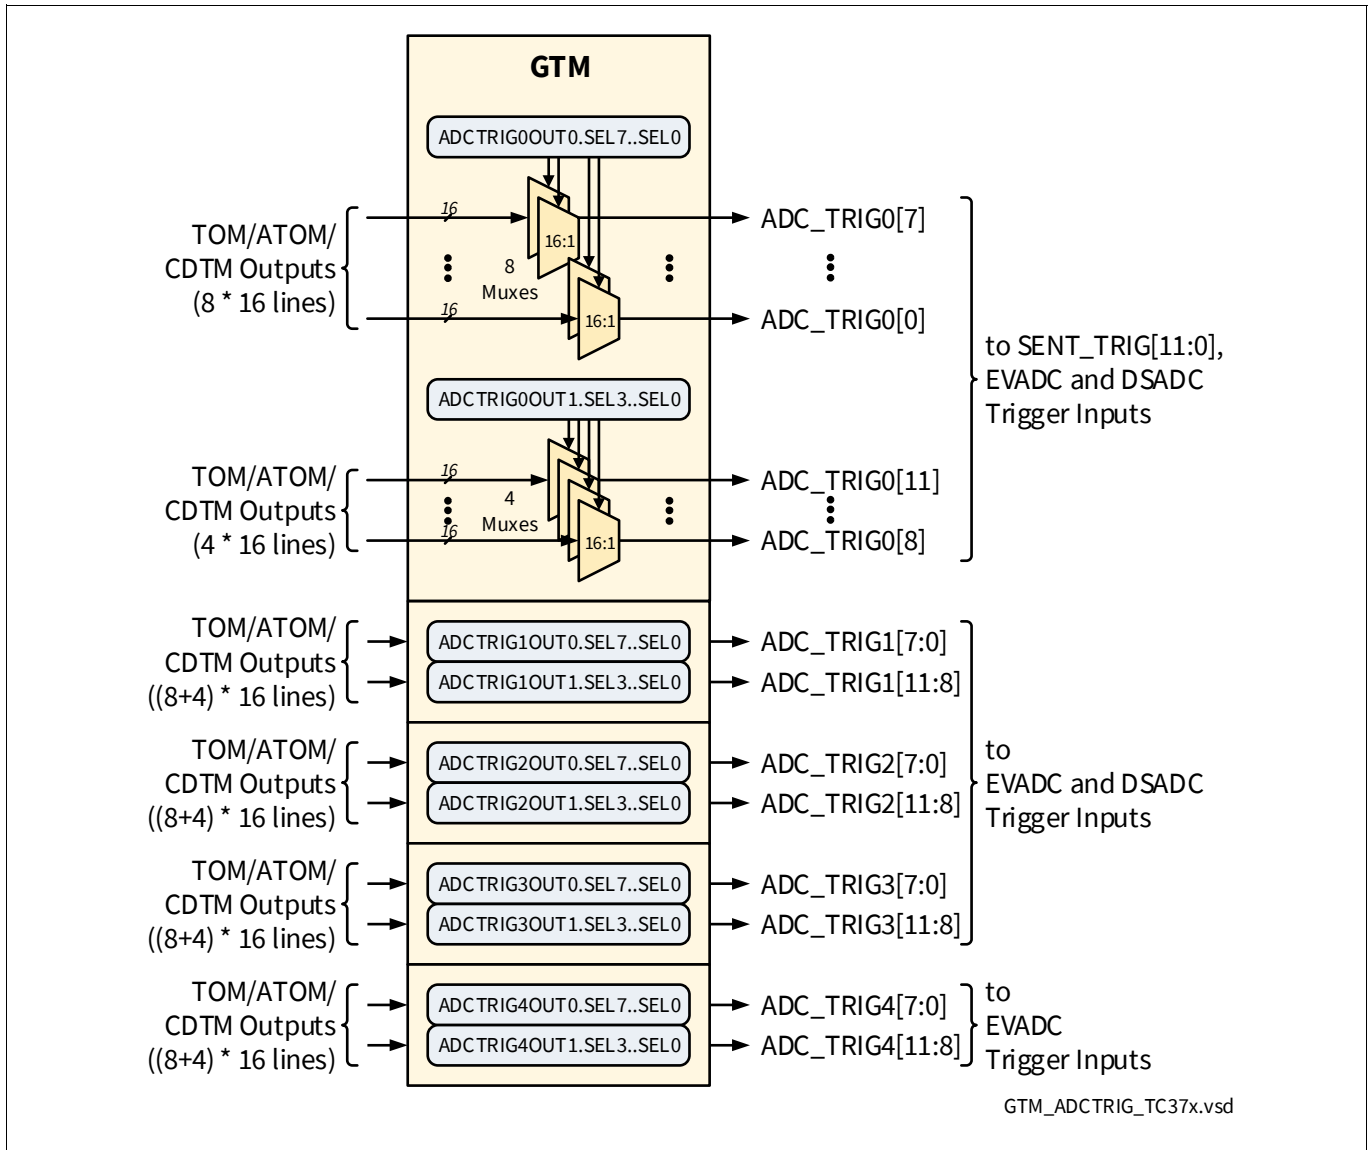 GTM
ADCTRIG0OUT0.SEL7..SEL0
TOM/ATOM/
CDTM Outputs
(8 * 16 lines)
16
16:1
8
Muxes
16
16:1
ADC_TRIG0[7]
ADC_TRIG0[0]
ADCTRIG0OUT1.SEL3..SEL0
TOM/ATOM/
CDTM Outputs
(4 * 16 lines)
16
4
Muxes
16
16:1
ADC_TRIG0[11]
ADC_TRIG0[8]
to SENT_TRIG[11:0],
EVADC and DSADC
Trigger Inputs
TOM/ATOM/
CDTM Outputs
((8+4) * 16 lines)
ADCTRIG1OUT0.SEL7..SEL0
ADCTRIG1OUT1.SEL3..SEL0
ADC_TRIG1[7:0]
ADC_TRIG1[11:8]
TOM/ATOM/
CDTM Outputs
((8+4) * 16 lines)
ADCTRIG2OUT0.SEL7..SEL0
ADCTRIG2OUT1.SEL3..SEL0
ADC_TRIG2[7:0]
ADC_TRIG2[11:8]
to
EVADC and DSADC
Trigger Inputs
TOM/ATOM/
CDTM Outputs
((8+4) * 16 lines)
ADCTRIG3OUT0.SEL7..SEL0
ADCTRIG3OUT1.SEL3..SEL0
ADC_TRIG3[7:0]
ADC_TRIG3[11:8]
TOM/ATOM/
CDTM Outputs
((8+4) * 16 lines)
ADCTRIG4OUT0.SEL7..SEL0
ADCTRIG4OUT1.SEL3..SEL0
ADC_TRIG4[7:0]
ADC_TRIG4[11:8]
to
EVADC
Trigger Inputs
GTM_ADCTRIG_TC37x.vsd